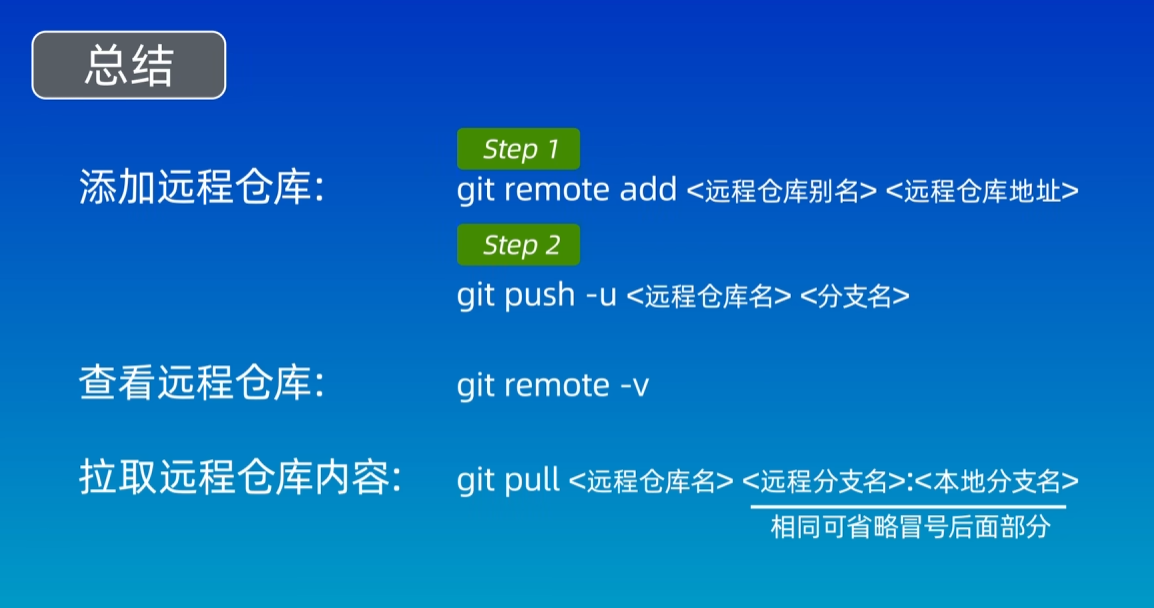 总结
Step 1
添加远程仓库: git remote add <远程仓库别名> <远程仓库地址>
Step 2
git push -u <远程仓库名> <分支名>
查看远程仓库: git remote -v
拉取远程仓库内容: git pull <远程仓库名> <远程分支名>:<本地分支名>
相同可省略冒号后面部分